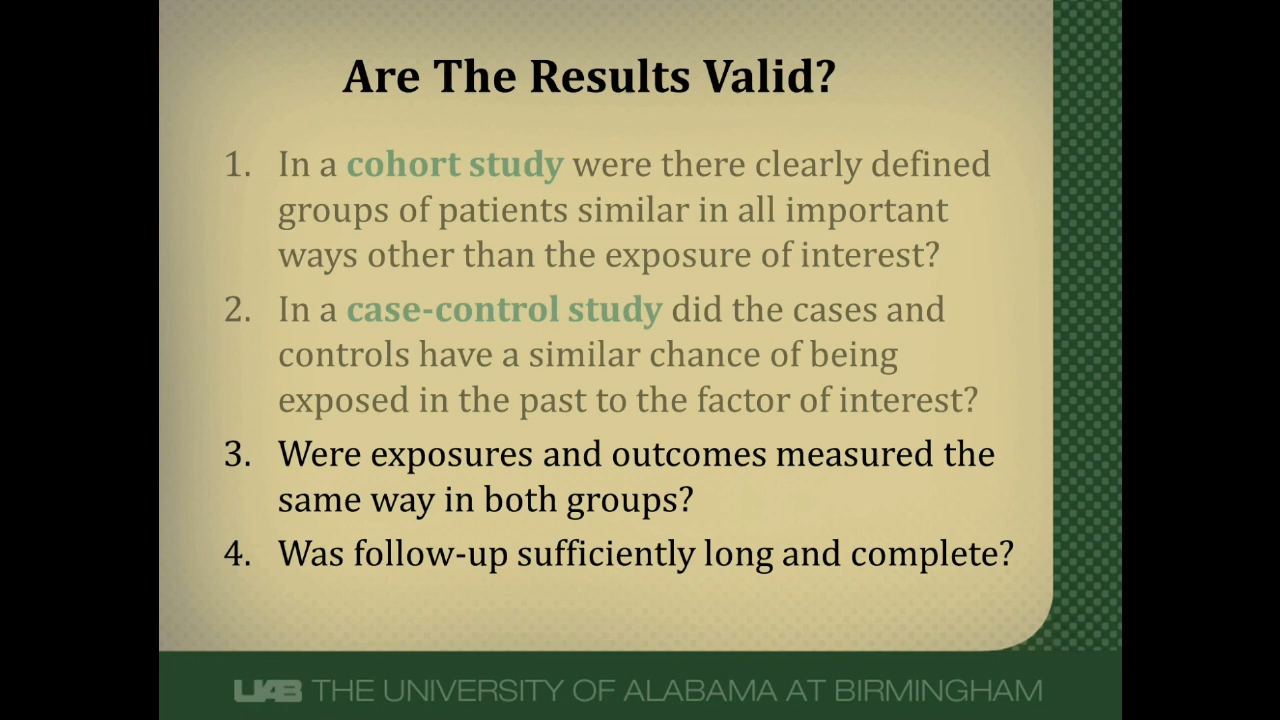 Are The Results Valid?
1. In a cohort study were there clearly defined
groups of patients similar in all important
ways other than the exposure of interest?
2. In a case-control study did the cases and
controls have a similar chance of being
exposed in the past to the factor of interest?
3. Were exposures and outcomes measured the
same way in both groups?
4. Was follow-up sufficiently long and complete?
UAB THE UNIVERSITY OF ALABAMA AT BIRMINGHAM